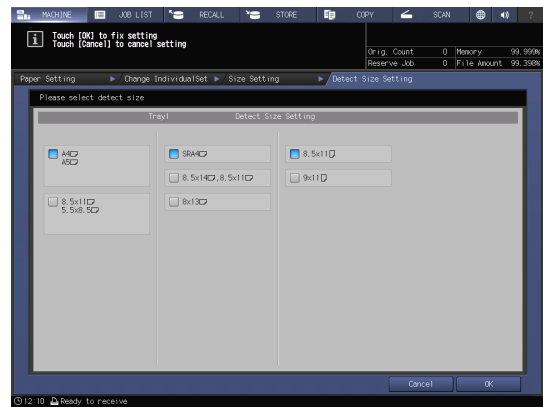 MACHINE JOB LIST RECALL STORE COPY SCAN ?
Touch [OK] to fix setting
Touch [Cancel] to cancel setting
Orig. Count 0 Memory 99.999%
Reserve Job 0 File Amount 99.398%
Paper Setting Change IndividualSet Size Setting Detect Size Setting
Please select detect size
Tray1 Detect Size Setting
A4 SRA4 8.5x11
A5
8.5x14,8.5x11 9x11
8.5x11 8x13
5.5x8.5
Cancel OK
12:10 Ready to receive